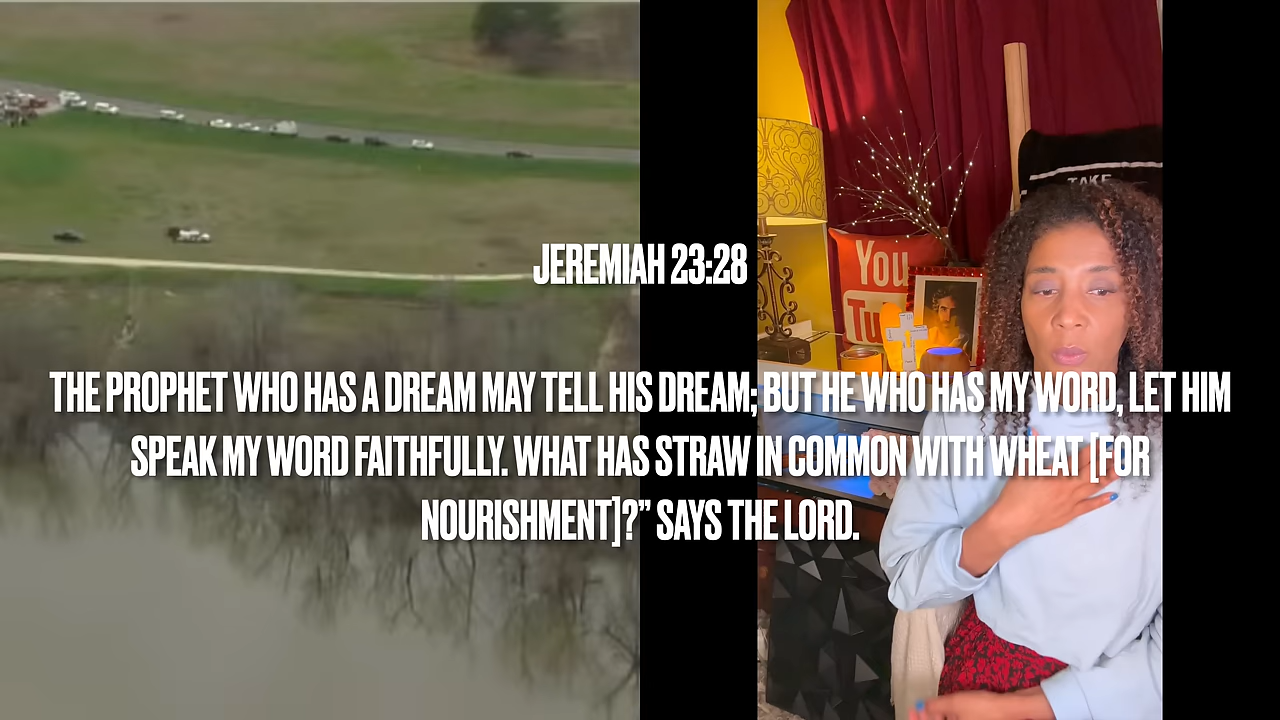 TAKE
You
Tu
JEREMIAH 23:28
THE PROPHET WHO HAS A DREAM MAY TELL HIS DREAM; BUT HE WHO HAS MY WORD, LET HIM
SPEAK MY WORD FAITHFULLY. WHAT HAS STRAW IN COMMON WITH WHEAT [FOR
NOURISHMENT]?” SAYS THE LORD.